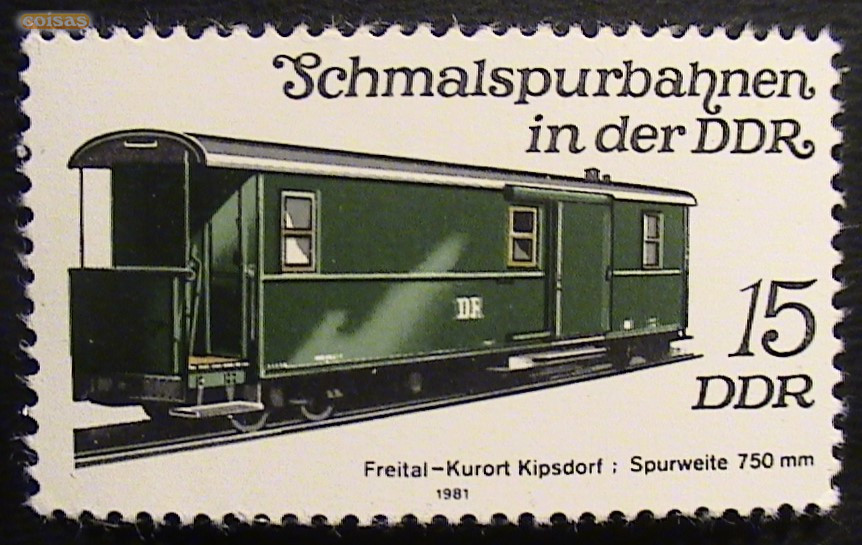 coisas
Schmalspurbahnen
in der DDR
DR
15
DDR
Freital-Kurort Kipsdorf ; Spurweite 750 mm
1981